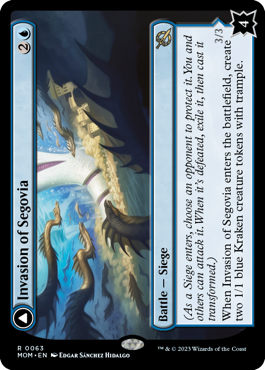 Invasion of Segovia
2
Battle — Siege
(As a Siege enters, choose an opponent to protect it. You and
others can attack it. When it's defeated, exile it, then cast it
transformed.)
3/3
When Invasion of Segovia enters the battlefield, create
two 1/1 blue Kraken creature tokens with trample.
4
R 0063
MOM • EN EDGAR SÁNCHEZ HIDALGO
™ & © 2023 Wizards of the Coast